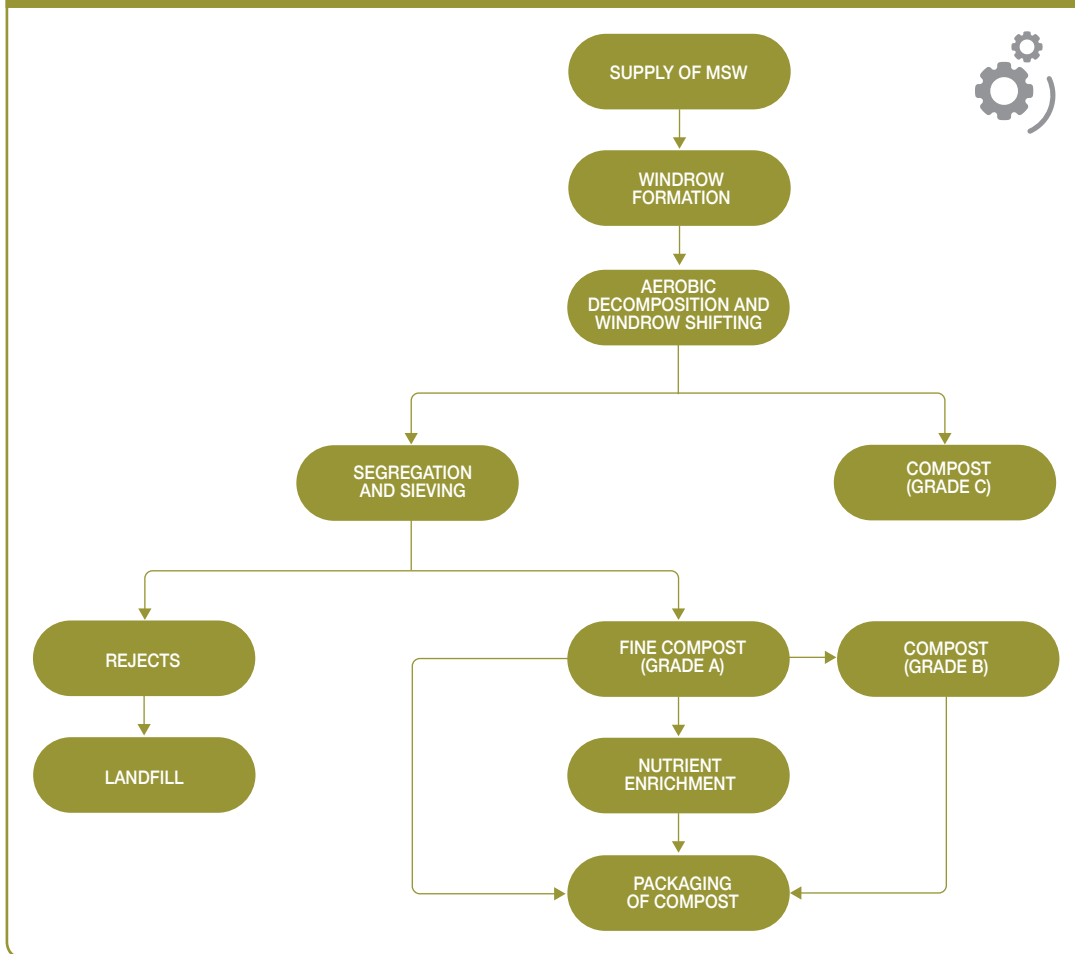 SUPPLY OF MSW
WINDROW
FORMATION
AEROBIC
DECOMPOSITION AND
WINDROW SHIFTING
SEGREGATION
AND SIEVING
COMPOST
(GRADE C)
REJECTS
FINE COMPOST
(GRADE A)
COMPOST
(GRADE B)
LANDFILL
NUTRIENT
ENRICHMENT
PACKAGING
OF COMPOST